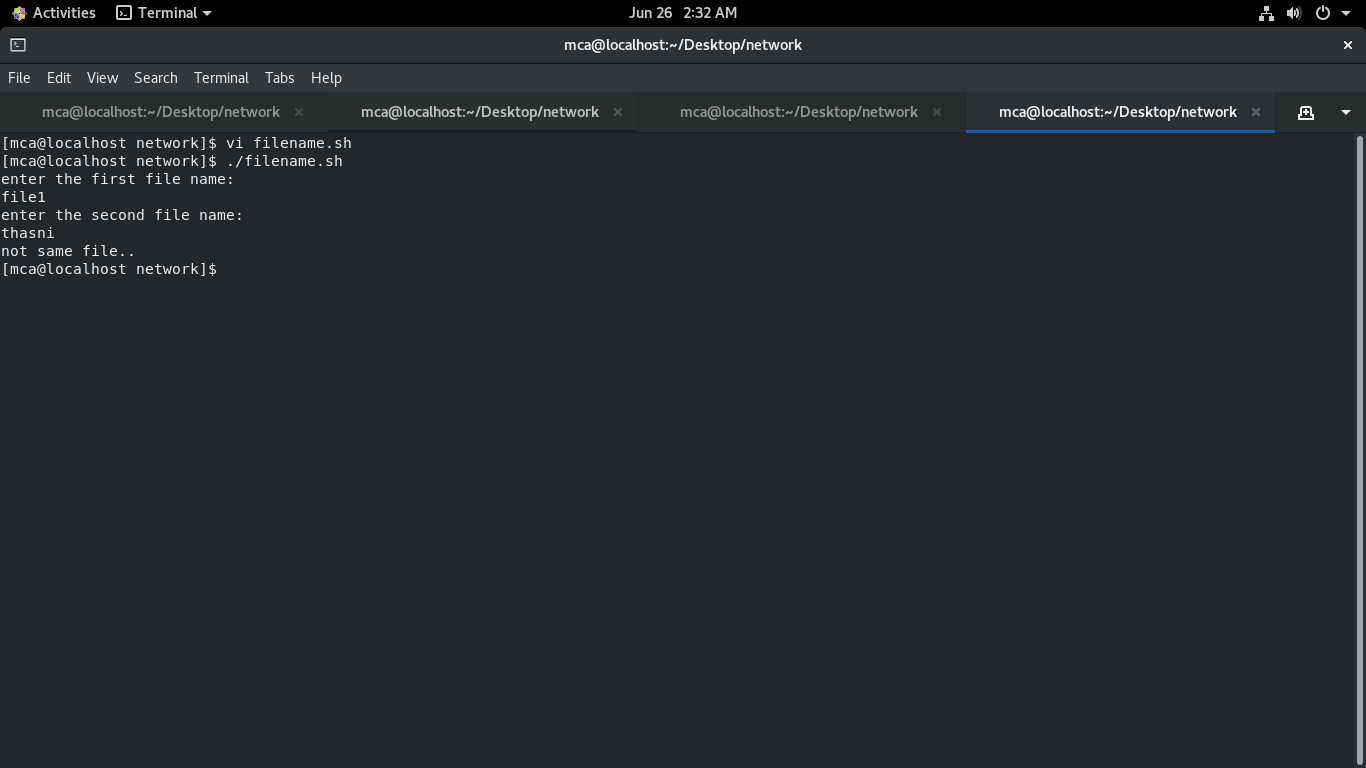 Activities Terminal Jun 26 2:32 AM
mca@localhost:~/Desktop/network
File Edit View Search Terminal Tabs Help
mca@localhost:~/Desktop/network mca@localhost:~/Desktop/network mca@localhost:~/Desktop/network mca@localhost:~/Desktop/network
[mca@localhost network]$ vi filename.sh
[mca@localhost network]$ ./filename.sh
enter the first file name:
file1
enter the second file name:
thasni
not same file..
[mca@localhost network]$